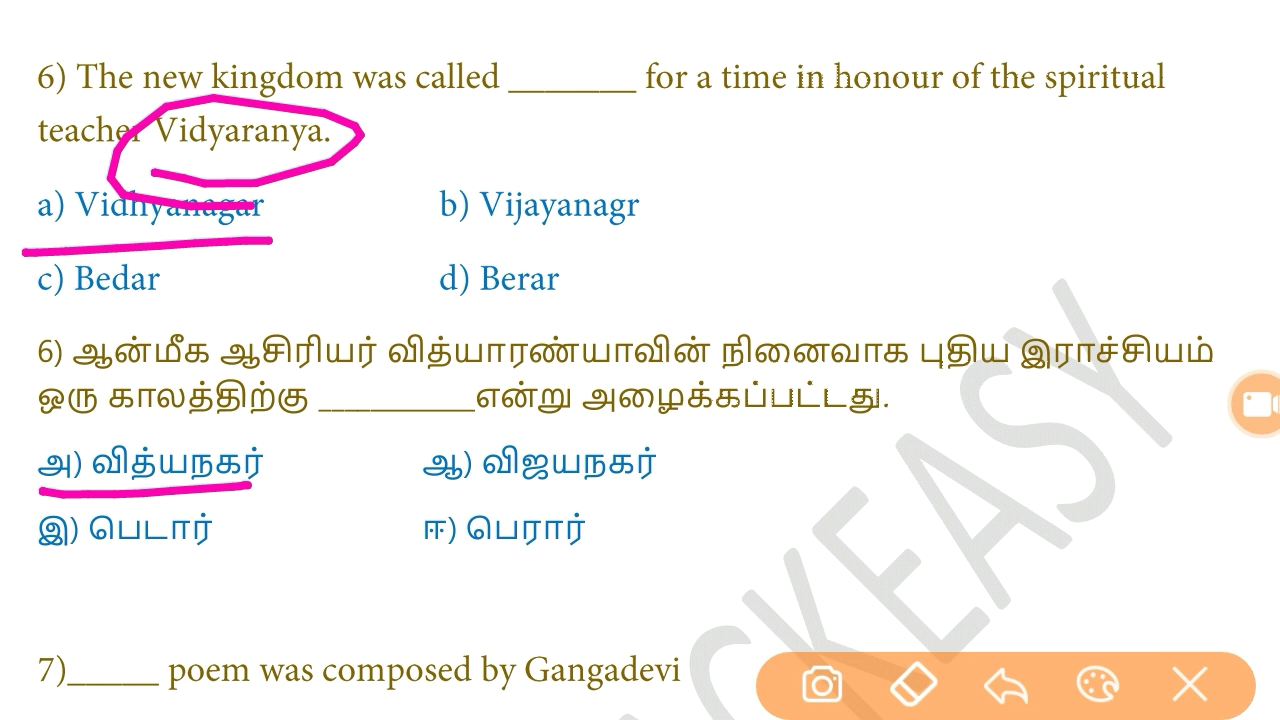 6) The new kingdom was called _______ for a time in honour of the spiritual
teacher Vidyaranya.
a) Vidhyanagar b) Vijayanagr
c) Bedar d) Berar
6) ஆன்மீக ஆசிரியர் வித்யாரண்யாவின் நினைவாக புதிய இராச்சியம்
ஒரு காலத்திற்கு __________என்று அழைக்கப்பட்டது.
அ) வித்யநகர் ஆ) விஜயநகர்
இ) பெடார் ஈ) பெரார்
7)_____ poem was composed by Gangadevi